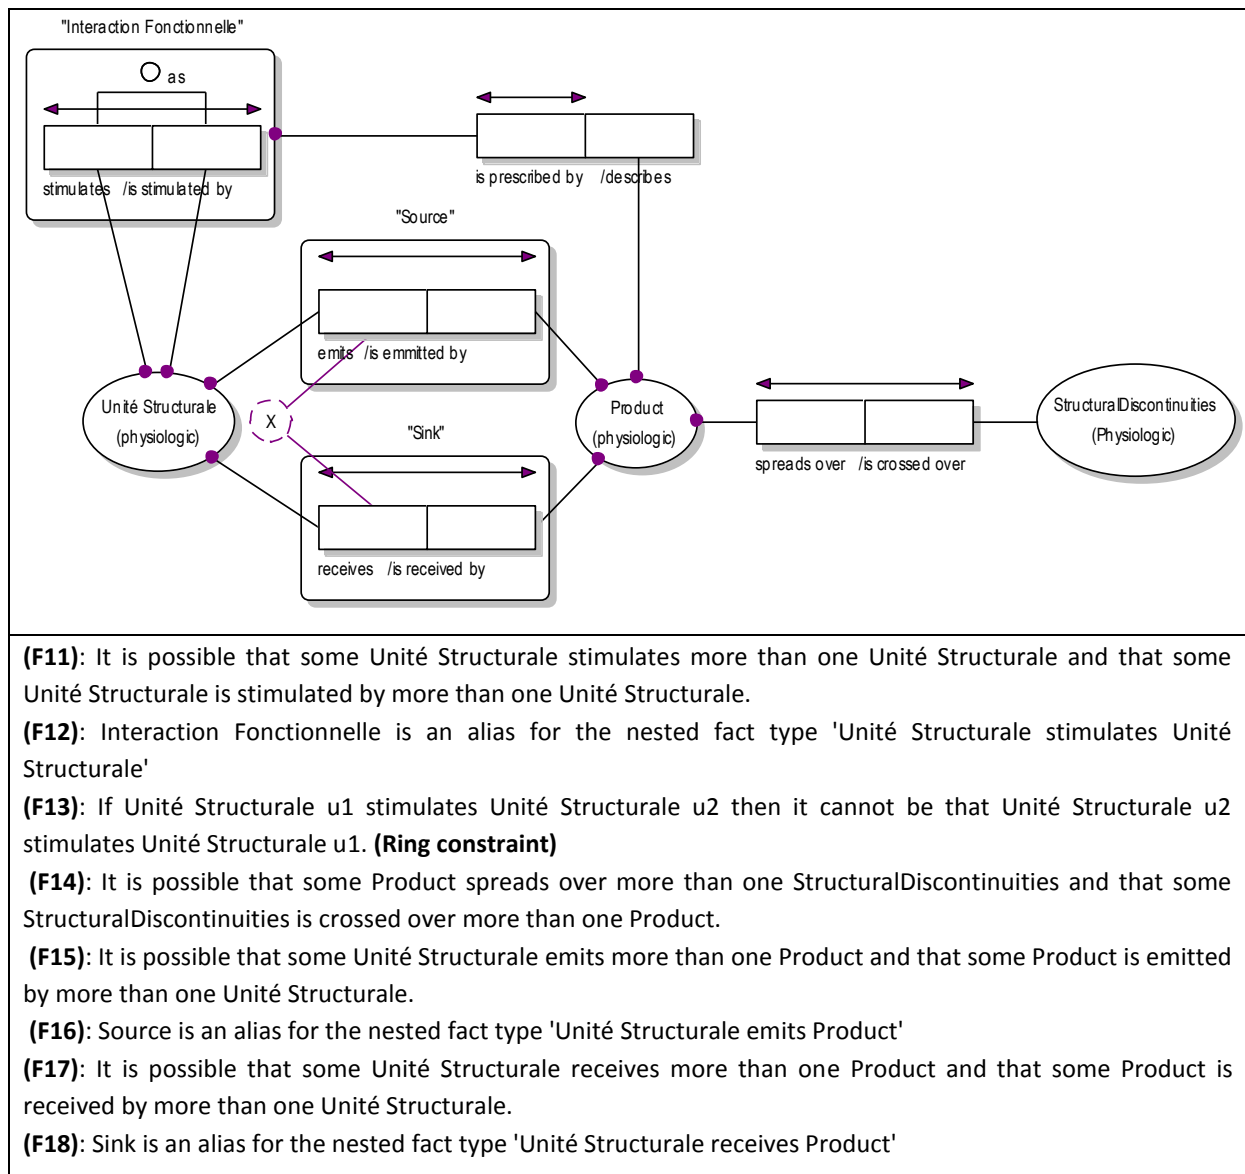 "Interaction Fonctionnelle"
as
stimulates /is stimulated by
is prescribed by /describes
"Source"
emits /is emmitted by
Unité Structurale
(physiologic)
X
Product
(physiologic)
StructuralDiscontinuities
(Physiologic)
"Sink"
spreads over /is crossed over
receives /is received by
(F11): It is possible that some Unité Structurale stimulates more than one Unité Structurale and that some
Unité Structurale is stimulated by more than one Unité Structurale.
(F12): Interaction Fonctionnelle is an alias for the nested fact type 'Unité Structurale stimulates Unité
Structurale'
(F13): If Unité Structurale u1 stimulates Unité Structurale u2 then it cannot be that Unité Structurale u2
stimulates Unité Structurale u1. (Ring constraint)
(F14): It is possible that some Product spreads over more than one StructuralDiscontinuities and that some
StructuralDiscontinuities is crossed over more than one Product.
(F15): It is possible that some Unité Structurale emits more than one Product and that some Product is emitted
by more than one Unité Structurale.
(F16): Source is an alias for the nested fact type 'Unité Structurale emits Product'
(F17): It is possible that some Unité Structurale receives more than one Product and that some Product is
received by more than one Unité Structurale.
(F18): Sink is an alias for the nested fact type 'Unité Structurale receives Product'